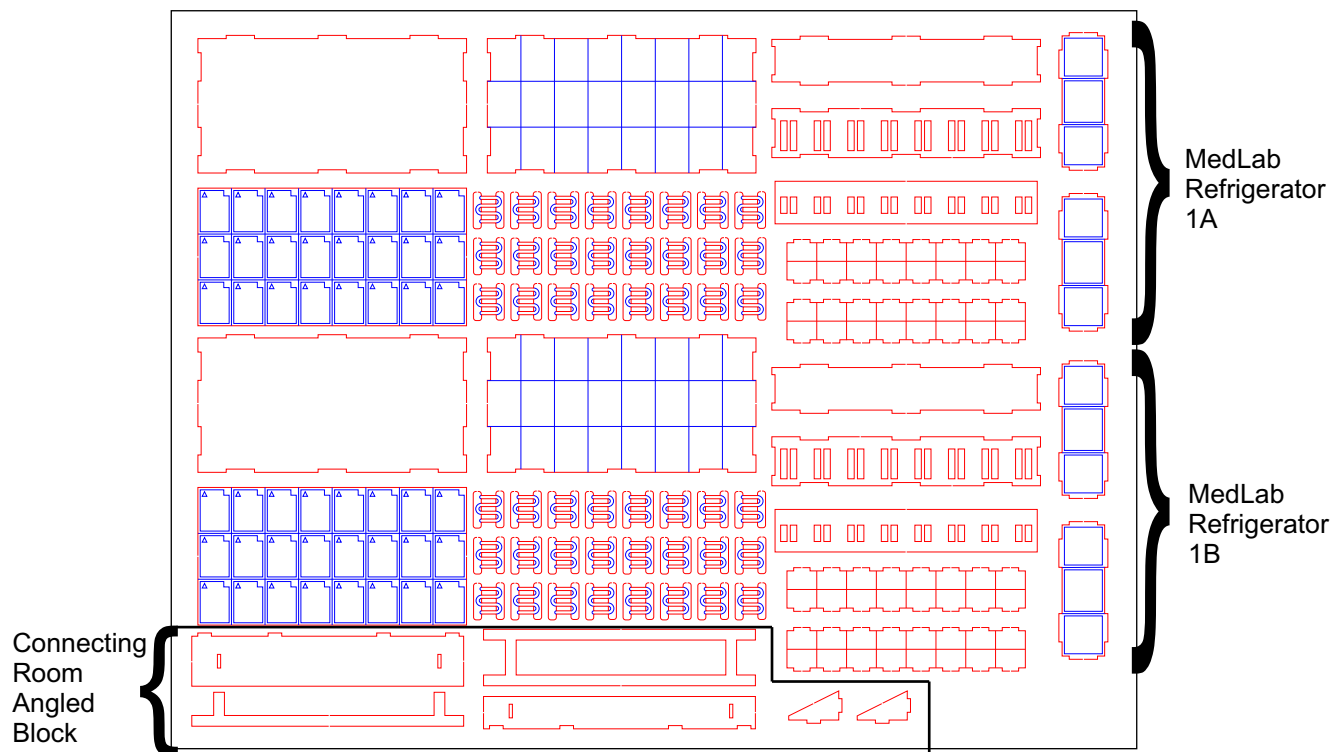 MedLab
Refrigerator
1A
MedLab
Refrigerator
1B
Connecting
Room
Angled
Block